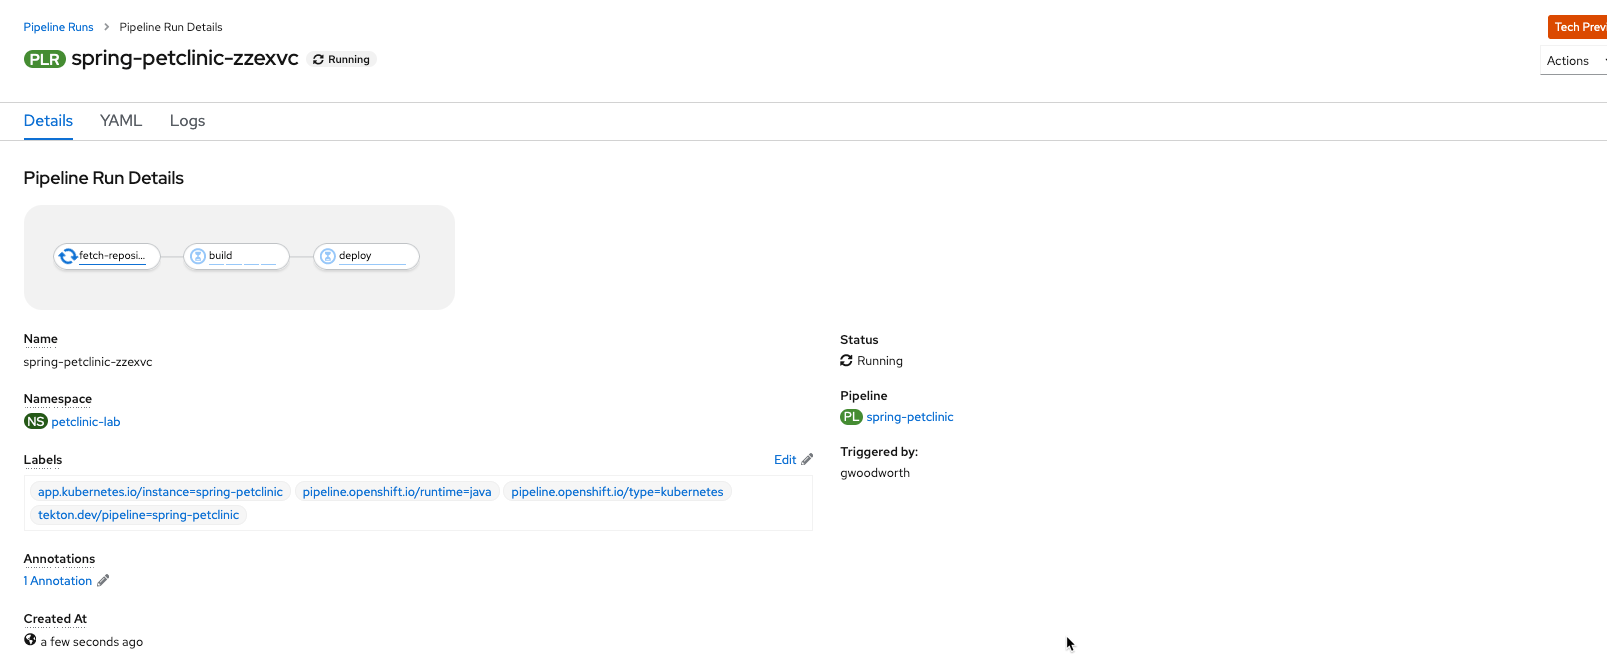 Pipeline Runs > Pipeline Run Details
Tech Previ
PLR spring-petclinic-zzexvc Running
Actions
Details YAML Logs
Pipeline Run Details
fetch-reposi... build deploy
Name
spring-petclinic-zzexvc
Status
Running
Namespace
NS petclinic-lab
Pipeline
PL spring-petclinic
Labels Edit
Triggered by:
gwoodworth
app.kubernetes.io/instance=spring-petclinic pipeline.openshift.io/runtime=java pipeline.openshift.io/type=kubernetes
tekton.dev/pipeline=spring-petclinic
Annotations
1 Annotation
Created At
a few seconds ago